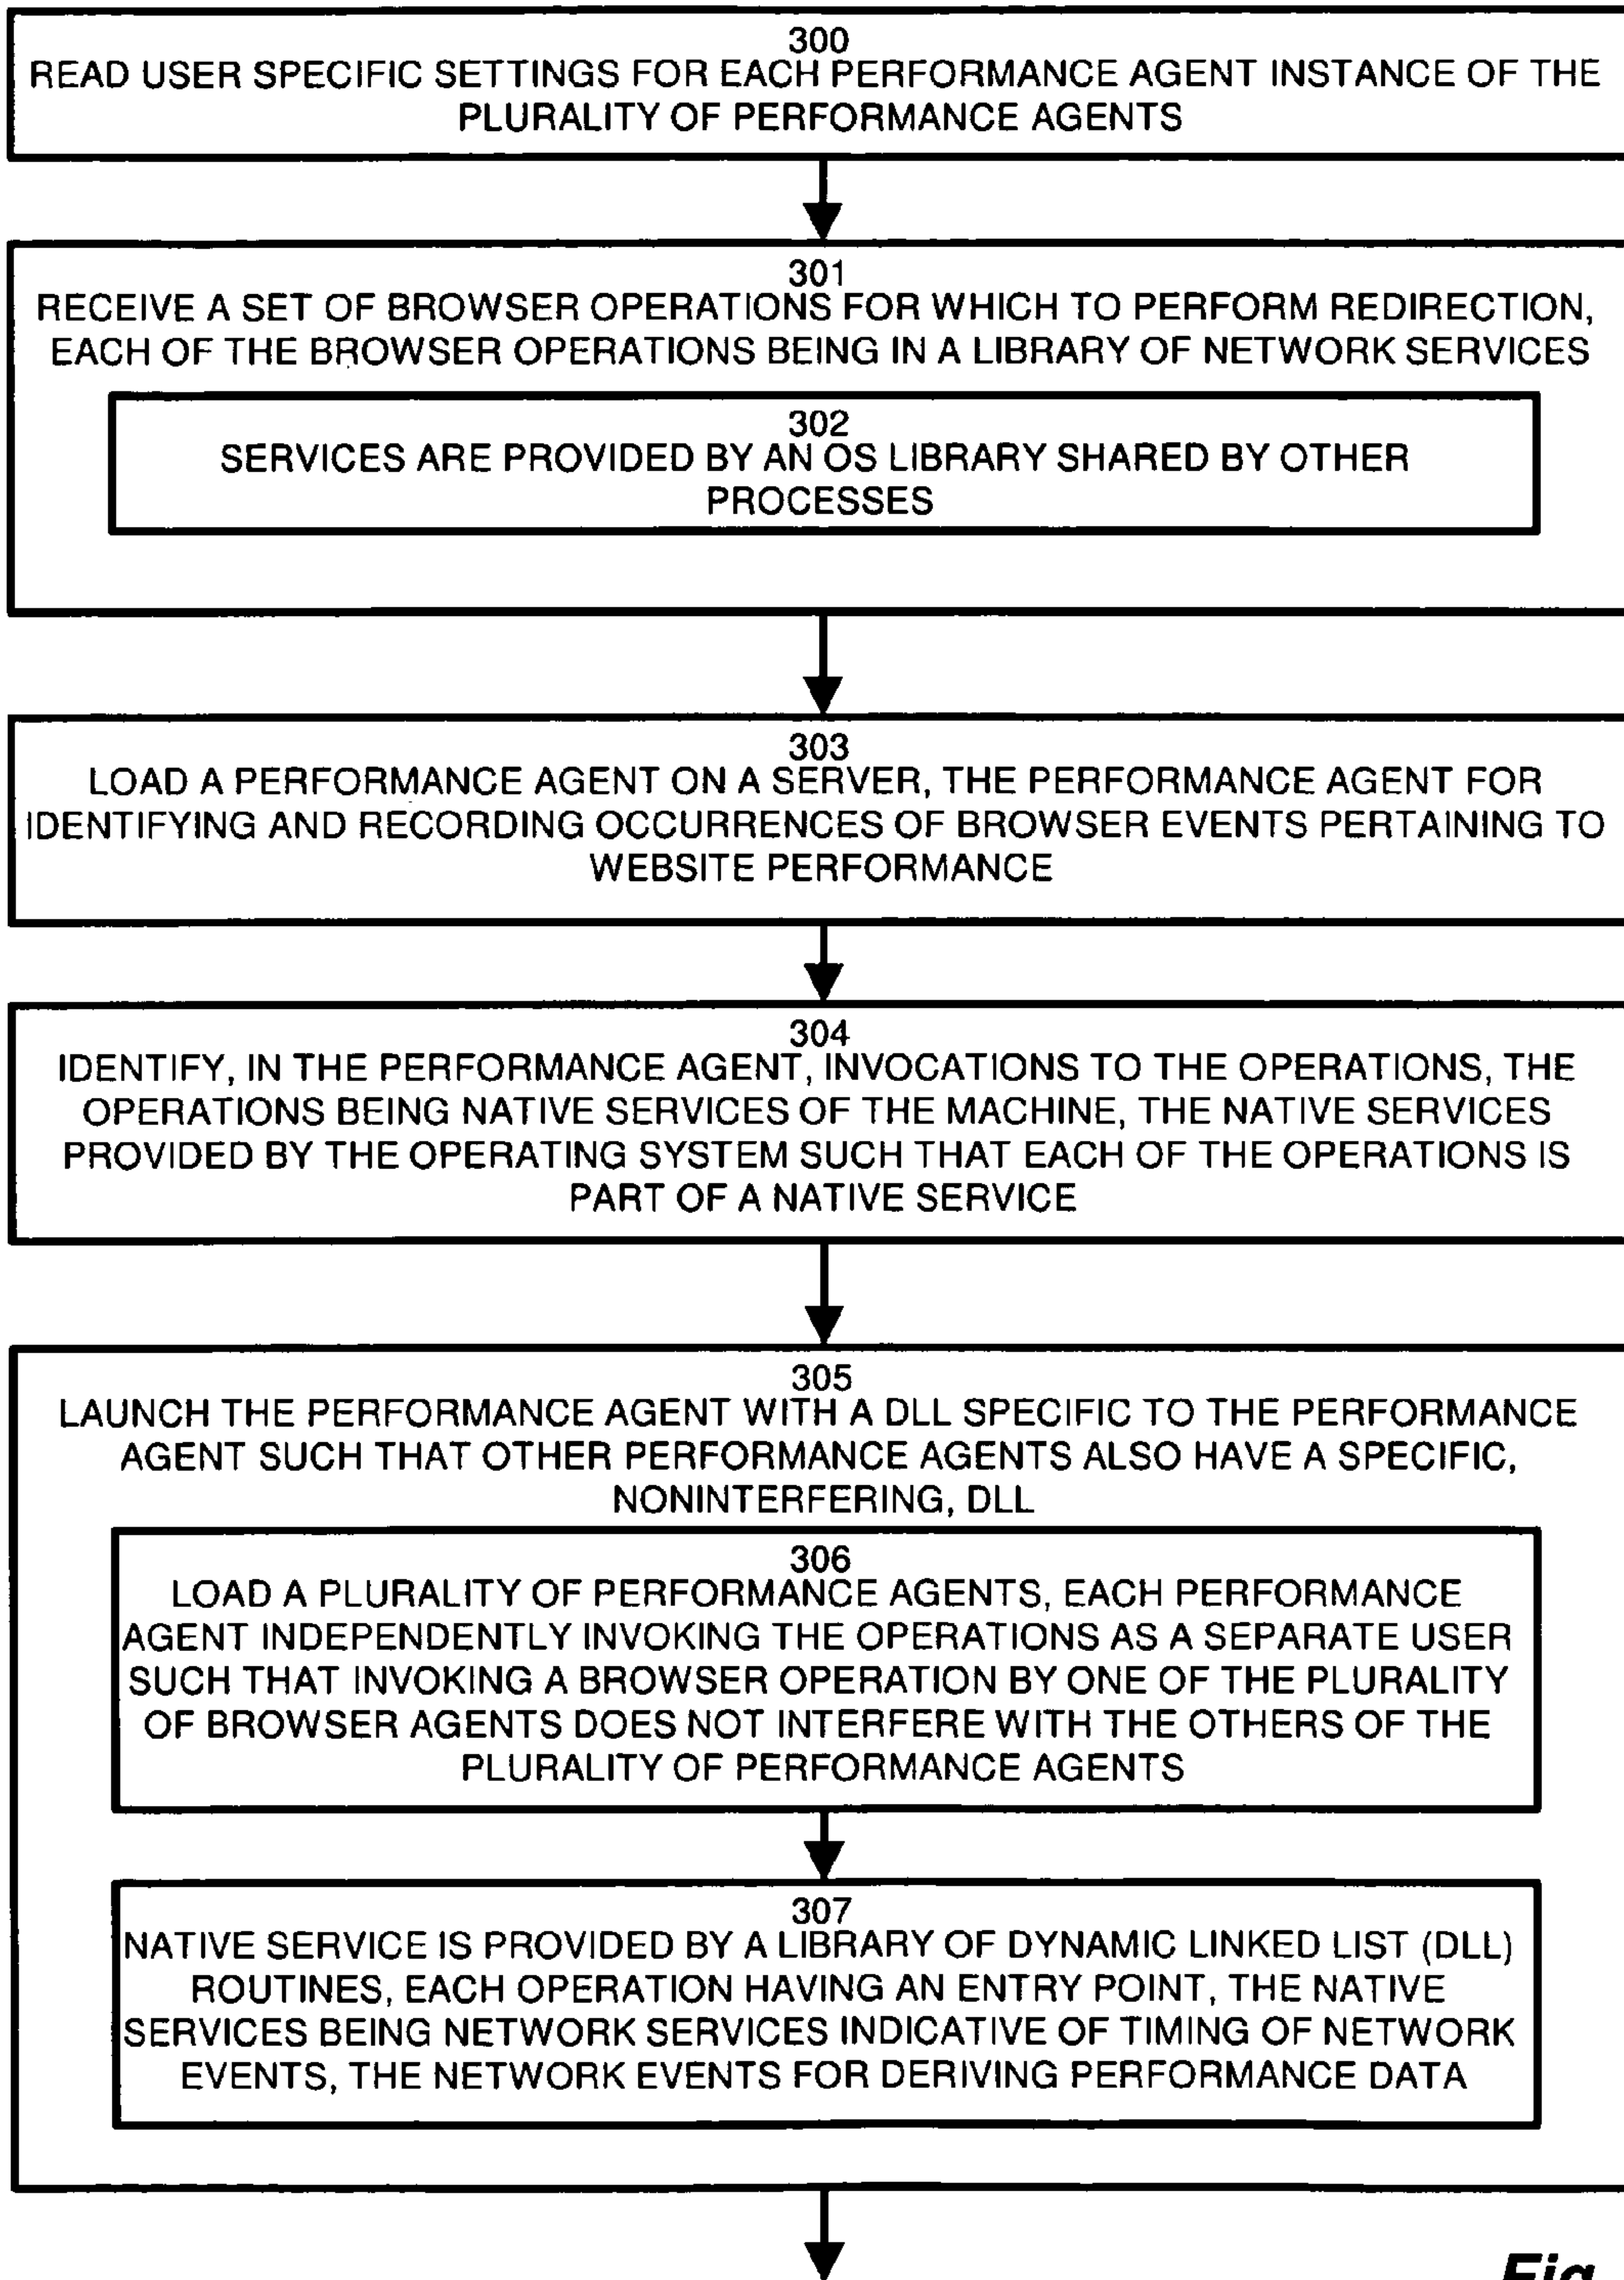 300
READ USER SPECIFIC SETTINGS FOR EACH PERFORMANCE AGENT INSTANCE OF THE
PLURALITY OF PERFORMANCE AGENTS
301
RECEIVE A SET OF BROWSER OPERATIONS FOR WHICH TO PERFORM REDIRECTION,
EACH OF THE BROWSER OPERATIONS BEING IN A LIBRARY OF NETWORK SERVICES
302
SERVICES ARE PROVIDED BY AN OS LIBRARY SHARED BY OTHER
PROCESSES
303
LOAD A PERFORMANCE AGENT ON A SERVER, THE PERFORMANCE AGENT FOR
IDENTIFYING AND RECORDING OCCURRENCES OF BROWSER EVENTS PERTAINING TO
WEBSITE PERFORMANCE
304
IDENTIFY, IN THE PERFORMANCE AGENT, INVOCATIONS TO THE OPERATIONS, THE
OPERATIONS BEING NATIVE SERVICES OF THE MACHINE, THE NATIVE SERVICES
PROVIDED BY THE OPERATING SYSTEM SUCH THAT EACH OF THE OPERATIONS IS
PART OF A NATIVE SERVICE
305
LAUNCH THE PERFORMANCE AGENT WITH A DLL SPECIFIC TO THE PERFORMANCE
AGENT SUCH THAT OTHER PERFORMANCE AGENTS ALSO HAVE A SPECIFIC,
NONINTERFERING, DLL
306
LOAD A PLURALITY OF PERFORMANCE AGENTS, EACH PERFORMANCE
AGENT INDEPENDENTLY INVOKING THE OPERATIONS AS A SEPARATE USER
SUCH THAT INVOKING A BROWSER OPERATION BY ONE OF THE PLURALITY
OF BROWSER AGENTS DOES NOT INTERFERE WITH THE OTHERS OF THE
PLURALITY OF PERFORMANCE AGENTS
307
NATIVE SERVICE IS PROVIDED BY A LIBRARY OF DYNAMIC LINKED LIST (DLL)
ROUTINES, EACH OPERATION HAVING AN ENTRY POINT, THE NATIVE
SERVICES BEING NETWORK SERVICES INDICATIVE OF TIMING OF NETWORK
EVENTS, THE NETWORK EVENTS FOR DERIVING PERFORMANCE DATA
Fig